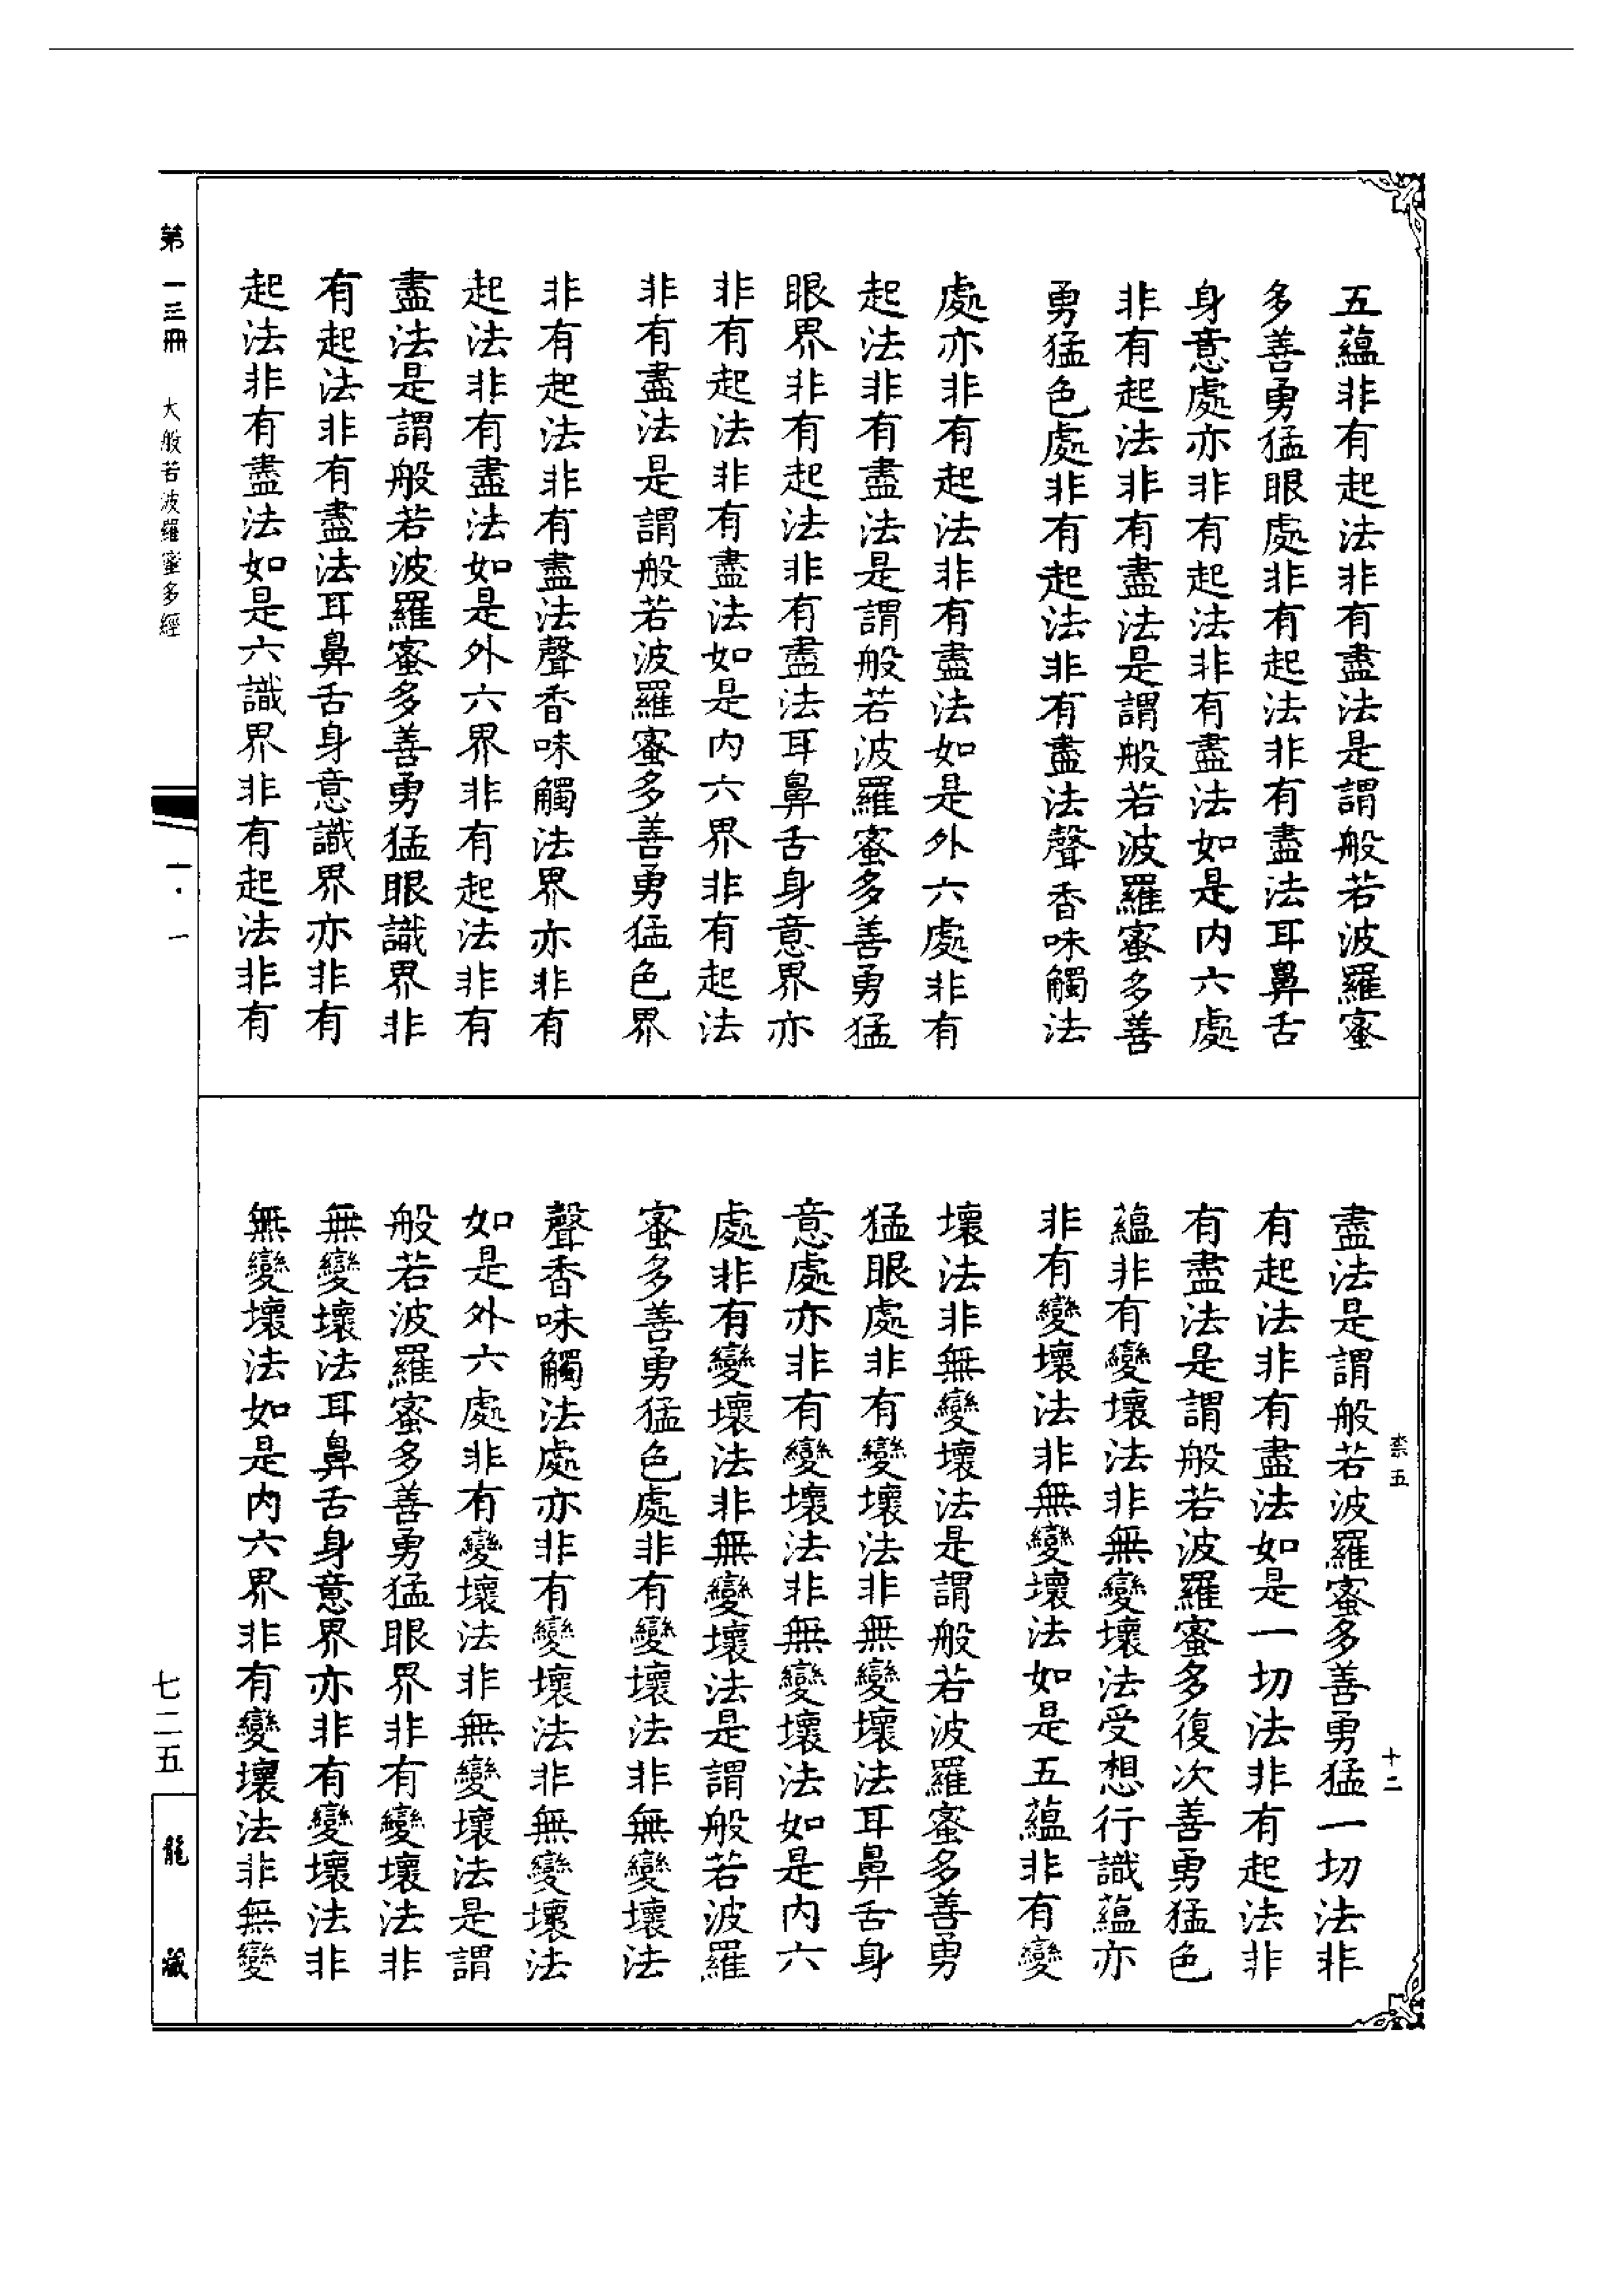 五蘊非有起法非有盡法是謂般若波羅蜜
多善勇猛眼處非有起法非有盡法耳鼻舌
身意處亦非有起法非有盡法如是內六處
非有起法非有盡法是謂般若波羅蜜多善
勇猛色處非有起法非有盡法聲香味觸法
處亦非有起法非有盡法如是外六處非有
起法非有盡法是謂般若波羅蜜多善勇猛
眼界非有起法非有盡法耳鼻舌身意界亦
非有起法非有盡法如是內六界非有起法
非有盡法是謂般若波羅蜜多善勇猛色界
非有起法非有盡法聲香味觸法界亦非有
起法非有盡法如是外六界非有起法非有
盡法是謂般若波羅蜜多善勇猛眼識界非
有起法非有盡法耳鼻舌身意識界亦非有
起法非有盡法如是六識界非有起法非有
盡法是謂般若波羅蜜多善勇猛一切法非
有起法非有盡法如是一切法非有起法非
有盡法是謂般若波羅蜜多復次善勇猛色
蘊非有變壞法非無變壞法受想行識蘊亦
非有變壞法非無變壞法如是五蘊非有變
壞法非無變壞法是謂般若波羅蜜多善勇
猛眼處非有變壞法非無變壞法耳鼻舌身
意處亦非有變壞法非無變壞法如是內六
處非有變壞法非無變壞法是謂般若波羅
蜜多善勇猛色處非有變壞法非無變壞法
聲香味觸法處亦非有變壞法非無變壞法
如是外六處非有變壞法非無變壞法是謂
般若波羅蜜多善勇猛眼界非有變壞法非
無變壞法耳鼻舌身意界亦非有變壞法非
無變壞法如是內六界非有變壞法非無變
柰五
十二
第一三冊 大般若波羅蜜多經
一·一
七二五
龍藏